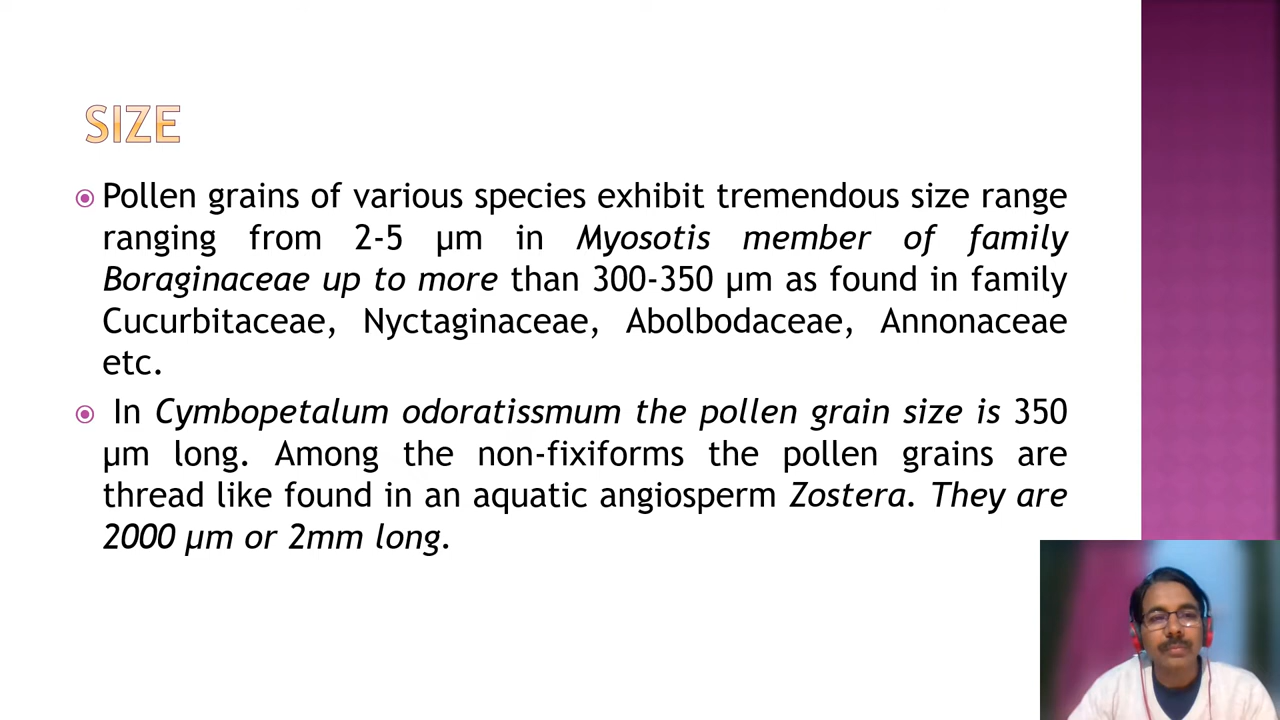 SIZE
Pollen grains of various species exhibit tremendous size range
ranging from 2-5 µm in Myosotis member of family
Boraginaceae up to more than 300-350 µm as found in family
Cucurbitaceae, Nyctaginaceae, Abolbodaceae, Annonaceae
etc.
In Cymbopetalum odoratissmum the pollen grain size is 350
µm long. Among the non-fixiforms the pollen grains are
thread like found in an aquatic angiosperm Zostera. They are
2000 µm or 2mm long.